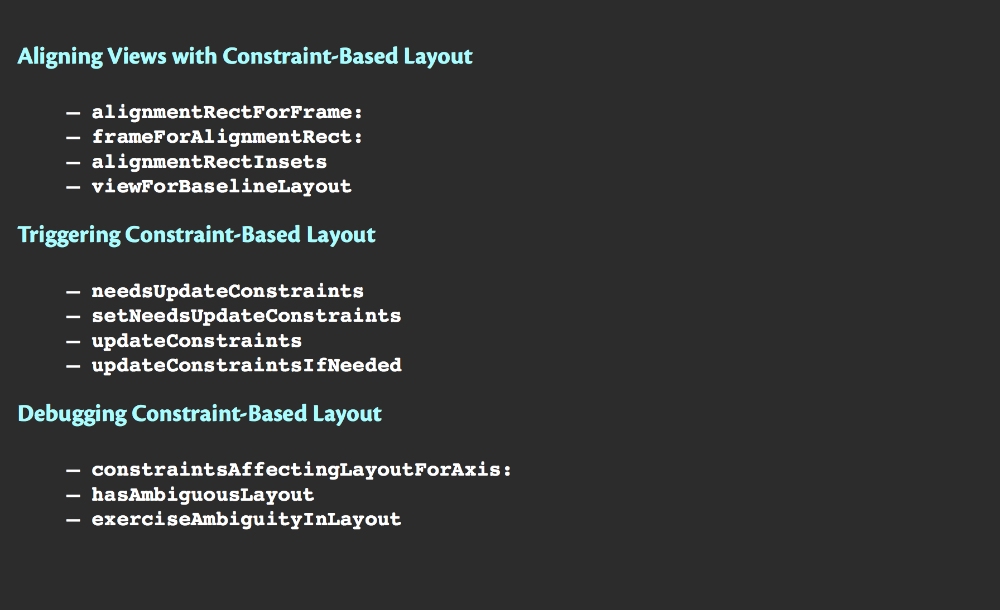 Aligning Views with Constraint-Based Layout
– alignmentRectForFrame:
– frameForAlignmentRect:
– alignmentRectInsets
– viewForBaselineLayout
Triggering Constraint-Based Layout
– needsUpdateConstraints
– setNeedsUpdateConstraints
– updateConstraints
– updateConstraintsIfNeeded
Debugging Constraint-Based Layout
– constraintsAffectingLayoutForAxis:
– hasAmbiguousLayout
– exerciseAmbiguityInLayout